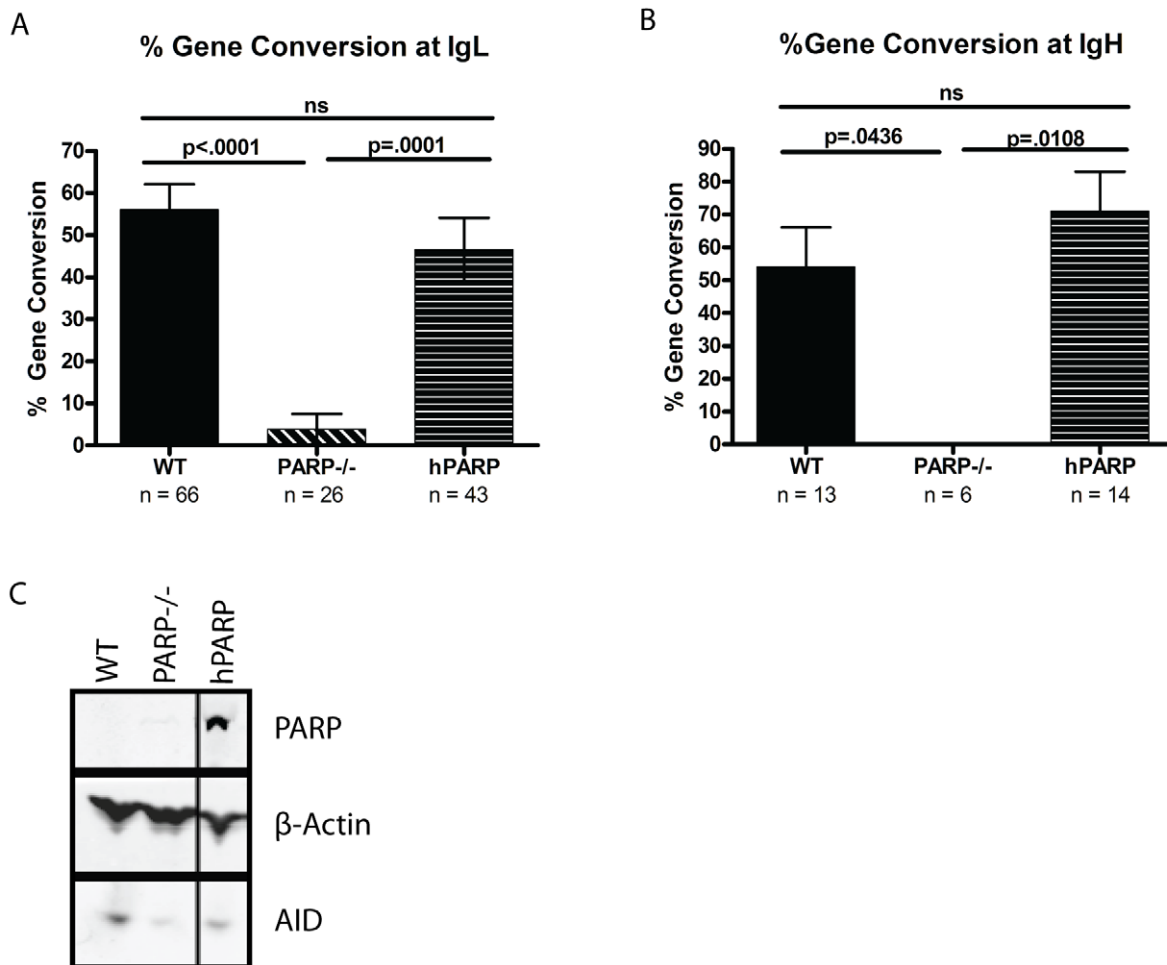 A
% Gene Conversion at IgL
ns
p<.0001
p=.0001
% Gene Conversion
70
60
50
40
30
20
10
0
WT
PARP-/-
hPARP
n = 66
n = 26
n = 43
B
%Gene Conversion at IgH
ns
p=.0436
p=.0108
% Gene Conversion
90
80
70
60
50
40
30
20
10
0
WT
PARP-/-
hPARP
n = 13
n = 6
n = 14
C
WT
PARP-/-
hPARP
PARP
β-Actin
AID